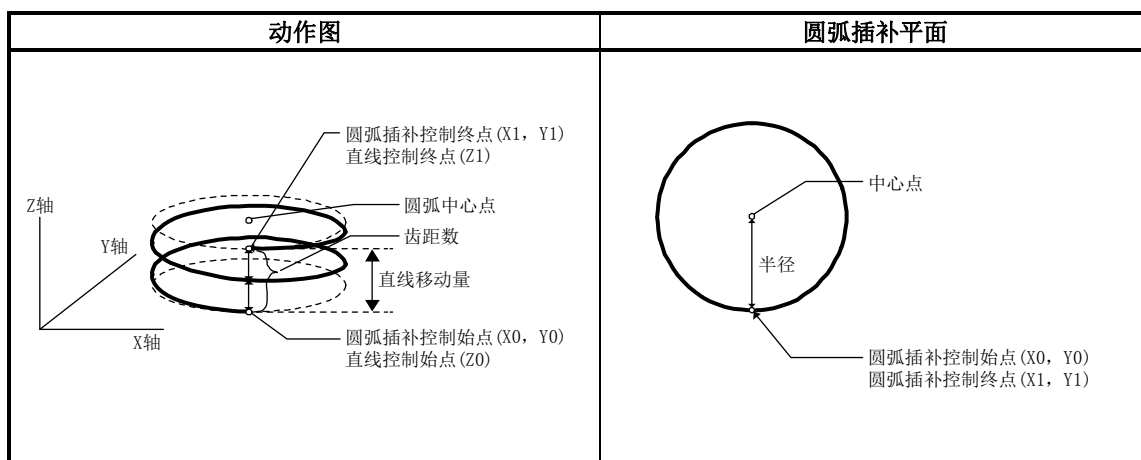 动作图
圆弧插补平面
圆弧插补控制终点(X1, Y1)
直线控制终点(Z1)
圆弧中心点
齿距数
Z轴
Y轴
X轴
直线移动量
圆弧插补控制始点(X0, Y0)
直线控制始点(Z0)
中心点
半径
圆弧插补控制始点(X0, Y0)
圆弧插补控制终点(X1, Y1)